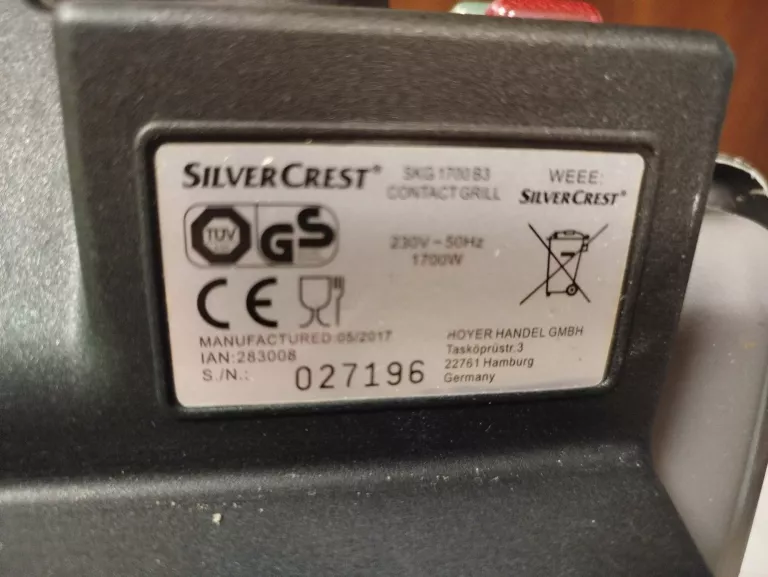 SILVERCREST®
SKG 1700 B3
CONTACT GRILL
WEEE:
SILVERCREST®
TÜV
GS
230V ~ 50Hz
1700W
CE
MANUFACTURED:05/2017
IAN:283008
S./N.: 027196
HOYER HANDEL GMBH
Tasköprüstr.3
22761 Hamburg
Germany